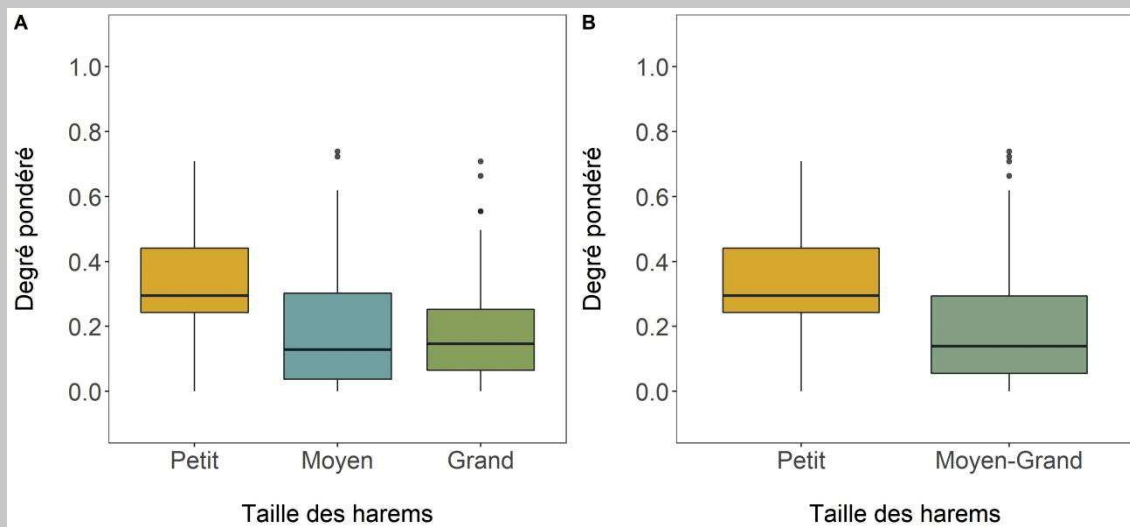 A
Degré pondéré
1.0
0.8
0.6
0.4
0.2
0.0
Petit Moyen Grand
Taille des harems
B
Degré pondéré
1.0
0.8
0.6
0.4
0.2
0.0
Petit Moyen-Grand
Taille des harems